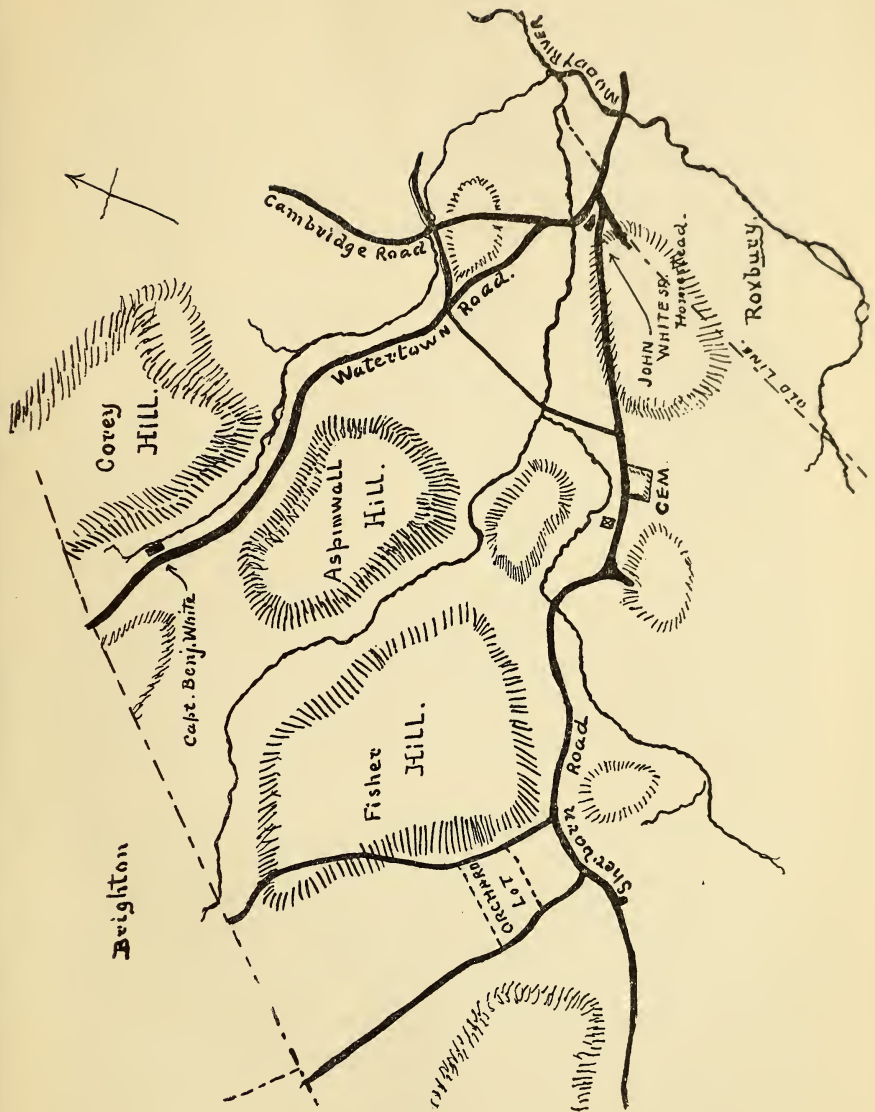 MUDDY RIVER
Cambridge Road
Watertown Road.
Corey
HILL.
Aspinwall
HILL.
Capt. Benj. White
JOHN
WHITE SR.
Homestead.
Roxbury.
OLD LINE.
CEM.
Fisher
HILL.
Brighton
ORCHARD
LOT
Sherborn Road